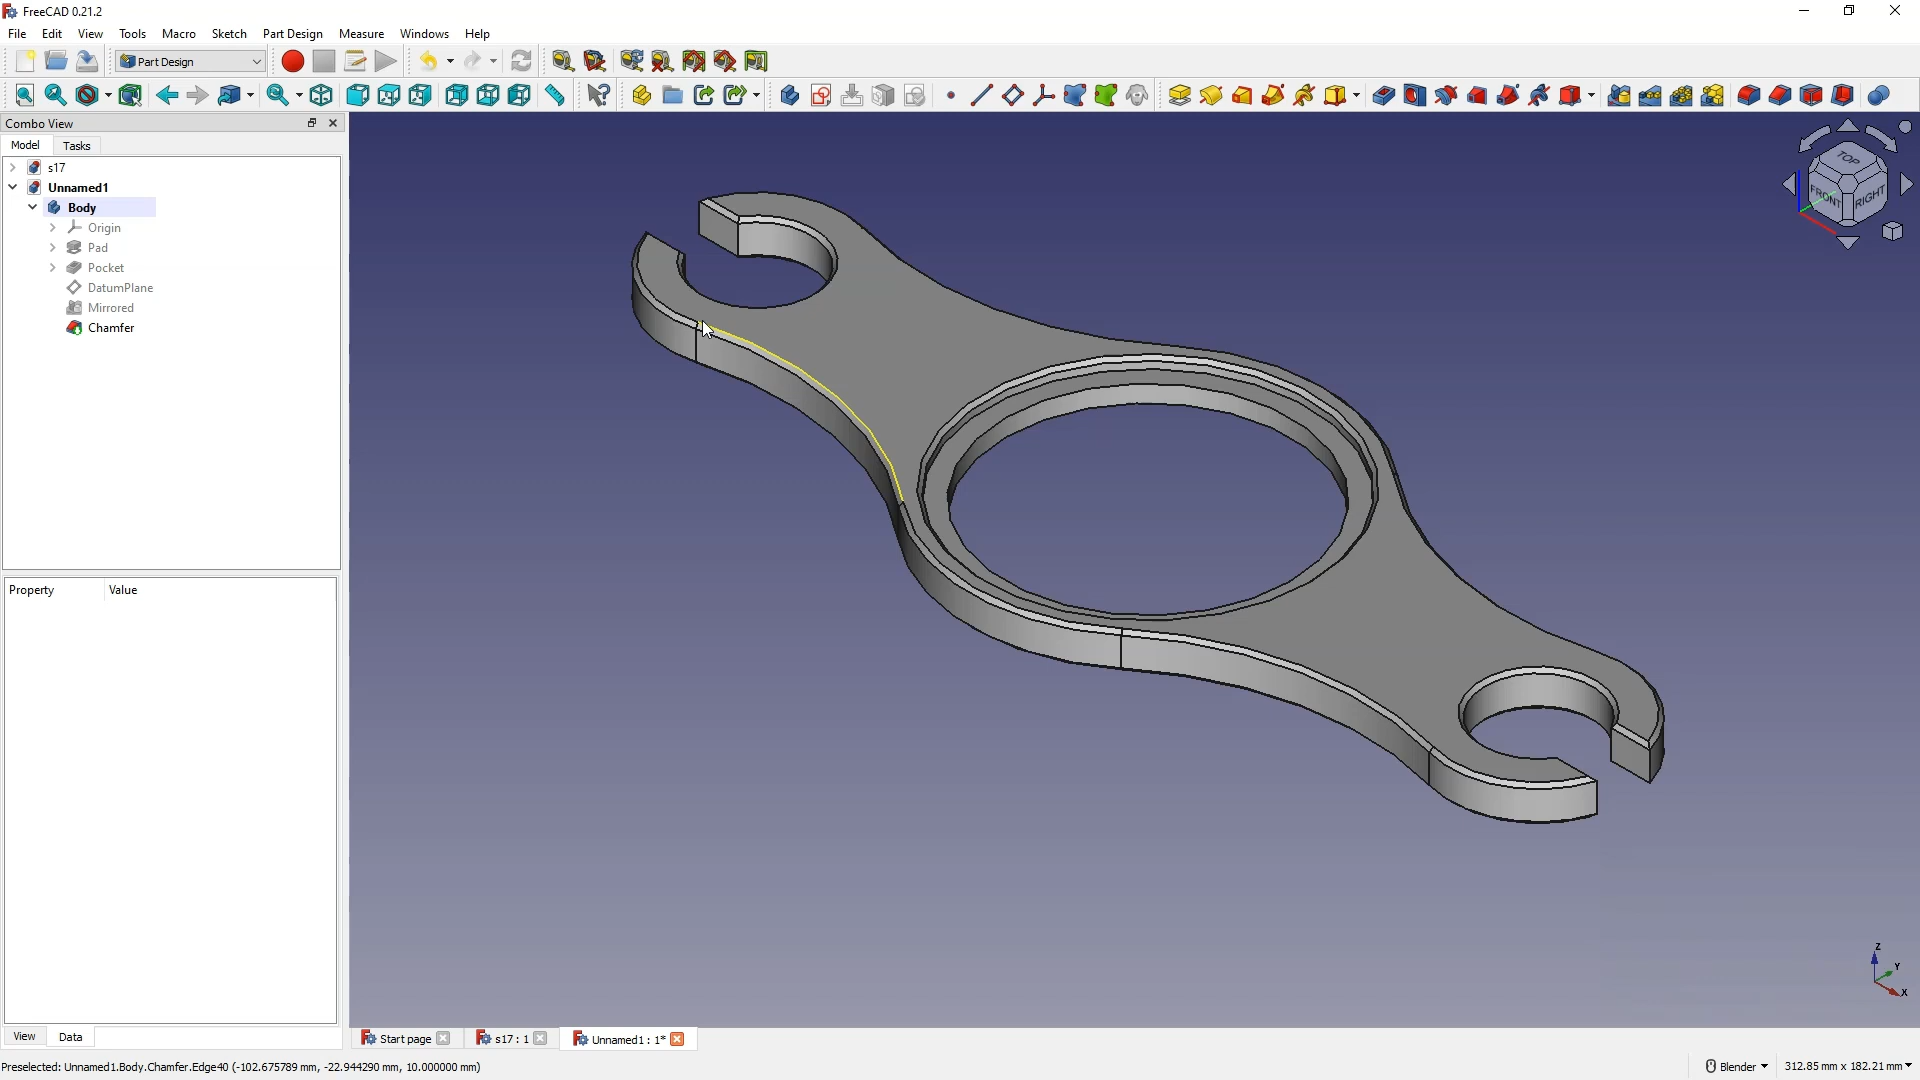 FreeCAD 0.21.2
File Edit View Tools Macro Sketch Part Design Measure Windows Help
Part Design
Combo View
Model Tasks
s17
Unnamed1
Body
Origin
Pad
Pocket
DatumPlane
Mirrored
Chamfer
Property Value
TOP
FRONT RIGHT
Z
Y
X
View Data
Start page s17 : 1 Unnamed1 : 1*
Preselected: Unnamed1.Body.Chamfer.Edge40 (-102.675789 mm, -22.944290 mm, 10.000000 mm)
Blender 312.85 mm x 182.21 mm